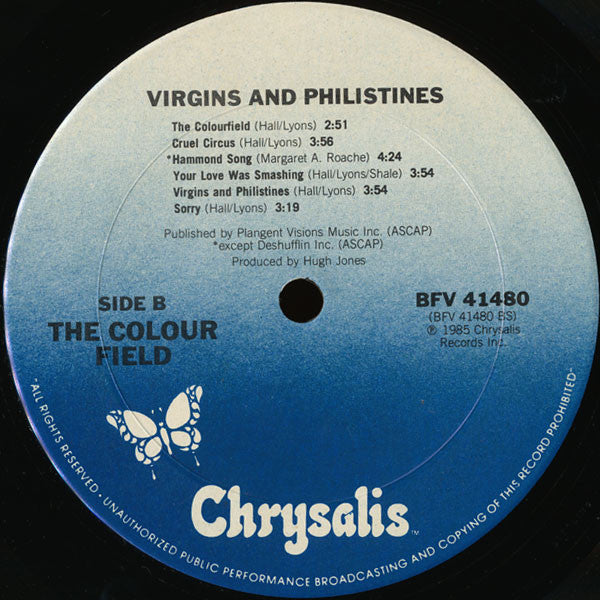 VIRGINS AND PHILISTINES
The Colourfield (Hall/Lyons) 2:51
Cruel Circus (Hall/Lyons) 3:56
*Hammond Song (Margaret A. Roache) 4:24
Your Love Was Smashing (Hall/Lyons/Shale) 3:54
Virgins and Philistines (Hall/Lyons) 3:54
Sorry (Hall/Lyons) 3:19
Published by Plangent Visions Music Inc. (ASCAP)
*except Deshufflin Inc. (ASCAP)
Produced by Hugh Jones
SIDE B
THE COLOUR
FIELD
BFV 41480
(BFV 41480 BS)
℗ 1985 Chrysalis
Records Inc.
Chrysalis™
"ALL RIGHTS RESERVED • UNAUTHORIZED PUBLIC PERFORMANCE BROADCASTING AND COPYING OF THIS RECORD PROHIBITED"